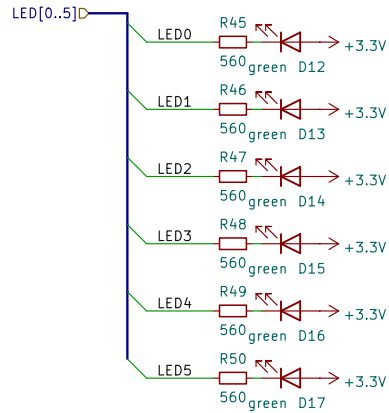 LED[0..5]
R45
LED0
+3.3V
560
green D12
R46
LED1
+3.3V
560
green D13
R47
LED2
+3.3V
560
green D14
R48
LED3
+3.3V
560
green D15
R49
LED4
+3.3V
560
green D16
R50
LED5
+3.3V
560
green D17